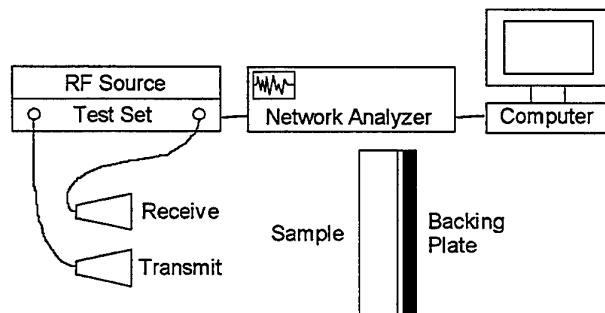 RF Source
Test Set
Network Analyzer
Computer
Receive
Transmit
Sample
Backing
Plate